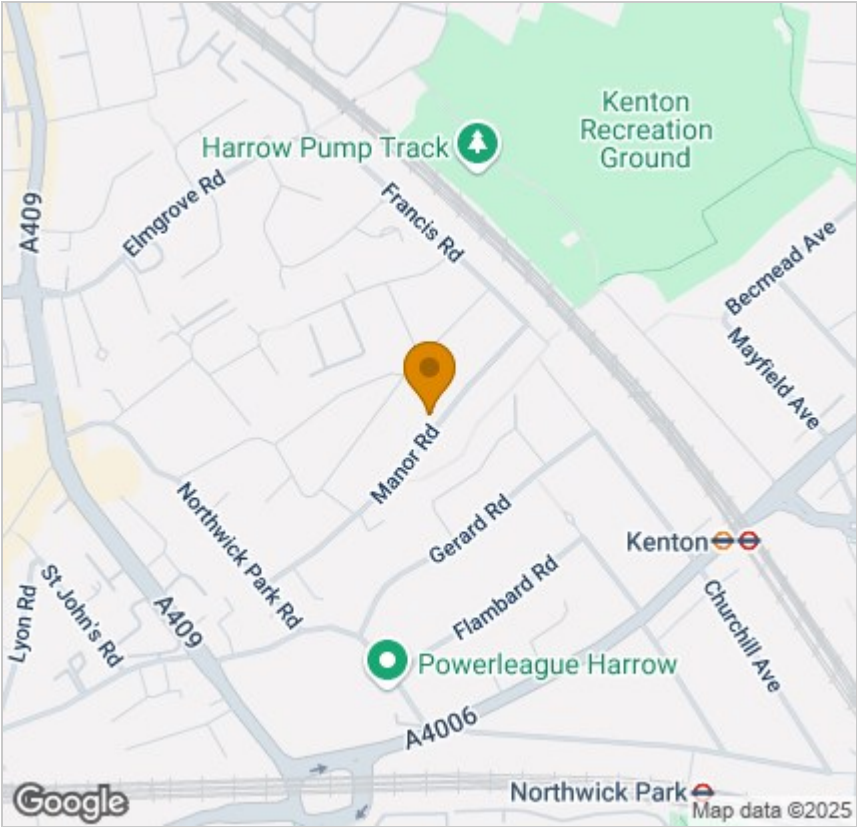 Kenton
Recreation
Ground
Harrow Pump Track
Elmgrove Rd
A409
Francis Rd
Becmead Ave
Mayfield Ave
Manor Rd
Northwick Park Rd
Gerard Rd
Kenton
Flambard Rd
Churchill Ave
Lyon Rd
St John's Rd
A409
Powerleague Harrow
A4006
Northwick Park
Google
Map data ©2025